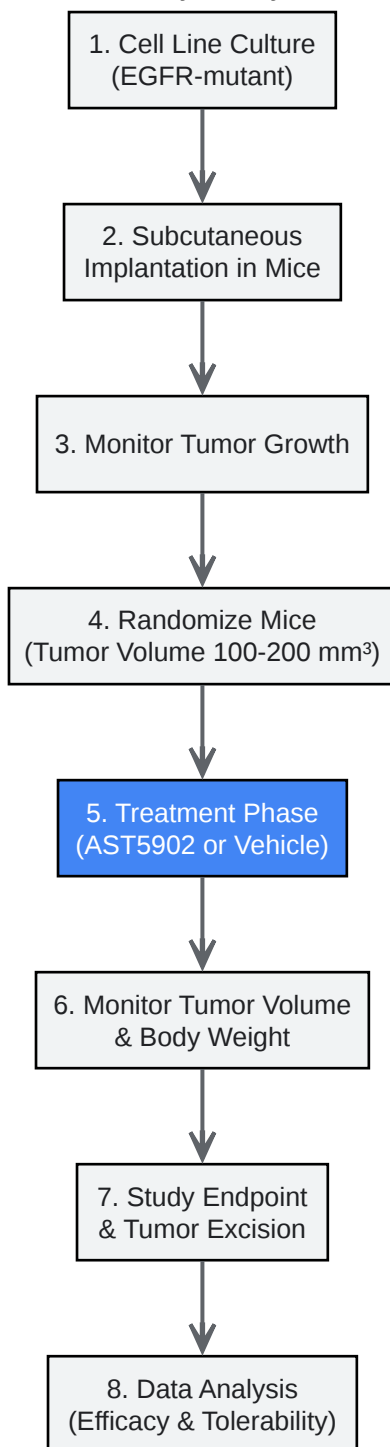 1. Cell Line Culture
(EGFR-mutant)
2. Subcutaneous
Implantation in Mice
3. Monitor Tumor Growth
4. Randomize Mice
(Tumor Volume 100-200 mm³)
5. Treatment Phase
(AST5902 or Vehicle)
6. Monitor Tumor Volume
& Body Weight
7. Study Endpoint
& Tumor Excision
8. Data Analysis
(Efficacy & Tolerability)